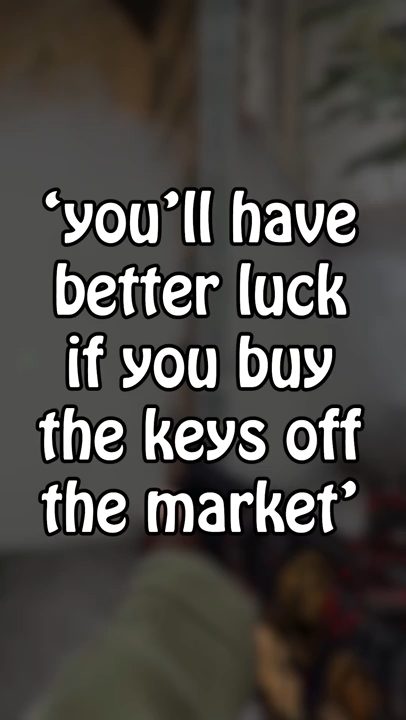 ‘you’ll have
better luck
if you buy
the keys off
the market’